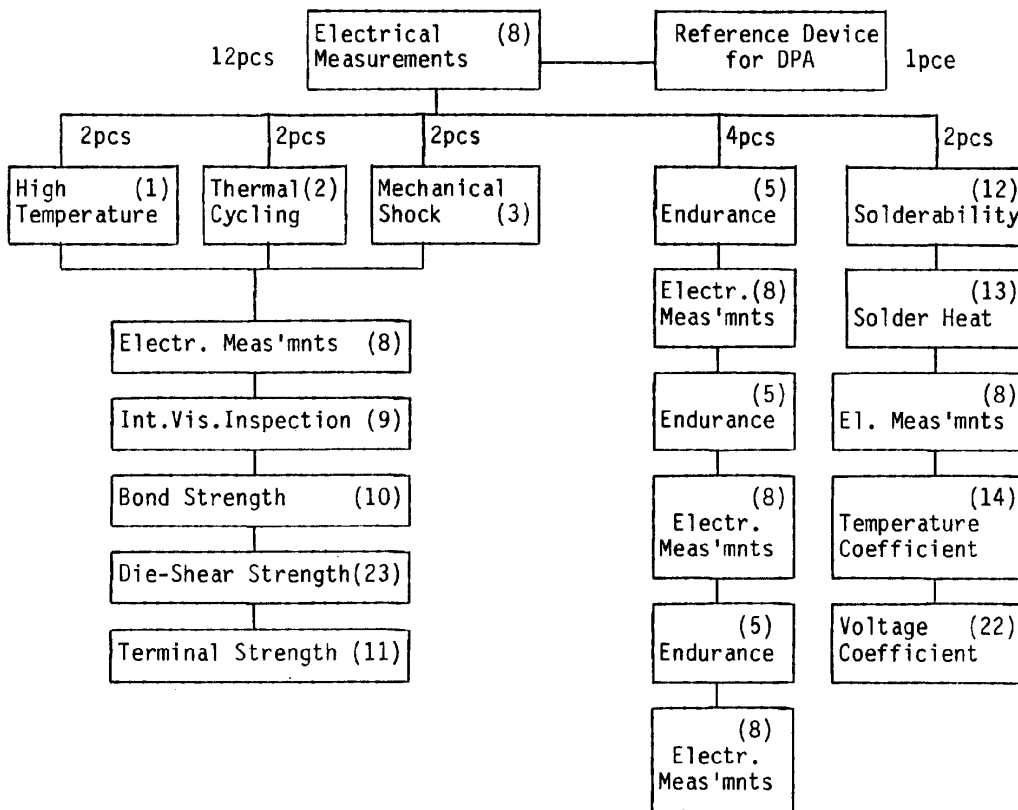 12pcs
Electrical (8)
Measurements
Reference Device
for DPA
1pce
2pcs
2pcs
2pcs
4pcs
2pcs
High (1)
Temperature
Thermal(2)
Cycling
Mechanical
Shock (3)
(5)
Endurance
(12)
Solderability
Electr.(8)
Meas'mnts
(13)
Solder Heat
Electr. Meas'mnts (8)
(5)
Endurance
(8)
El. Meas'mnts
Int.Vis.Inspection (9)
Bond Strength (10)
(8)
Electr.
Meas'mnts
(14)
Temperature
Coefficient
Die-Shear Strength(23)
Terminal Strength (11)
(5)
Endurance
Voltage (22)
Coefficient
(8)
Electr.
Meas'mnts